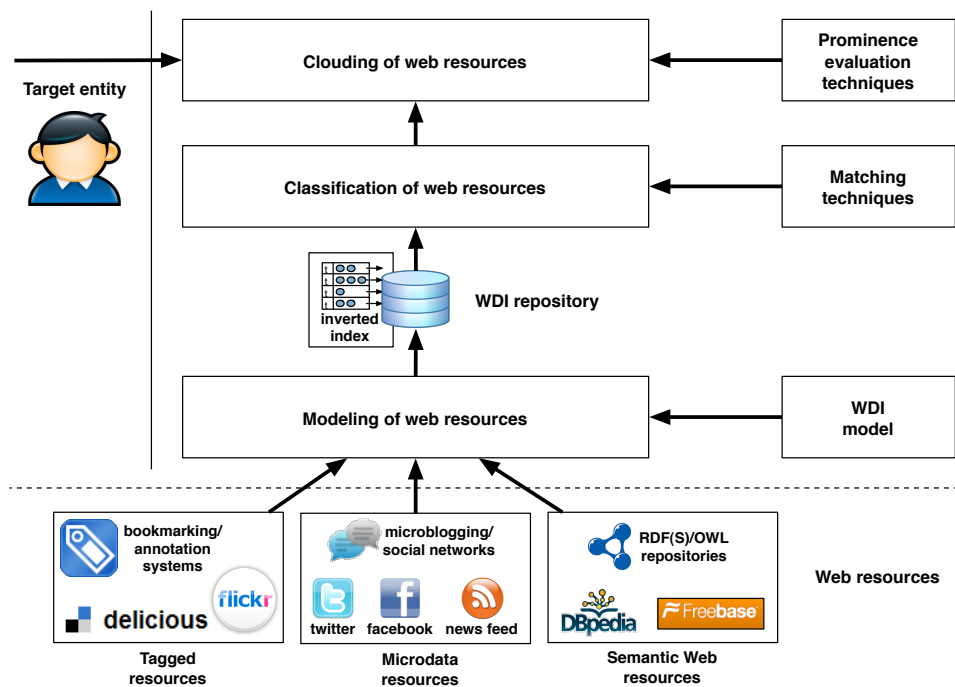 Clouding of web resources
Prominence
evaluation
techniques
Target entity
Classification of web resources
Matching
techniques
inverted
index
WDI repository
Modeling of web resources
WDI
model
bookmarking/
annotation
systems
flickr
delicious
Tagged
resources
microblogging/
social networks
twitter
facebook
news feed
Microdata
resources
RDF(S)/OWL
repositories
DBpedia
Freebase
Semantic Web
resources
Web resources